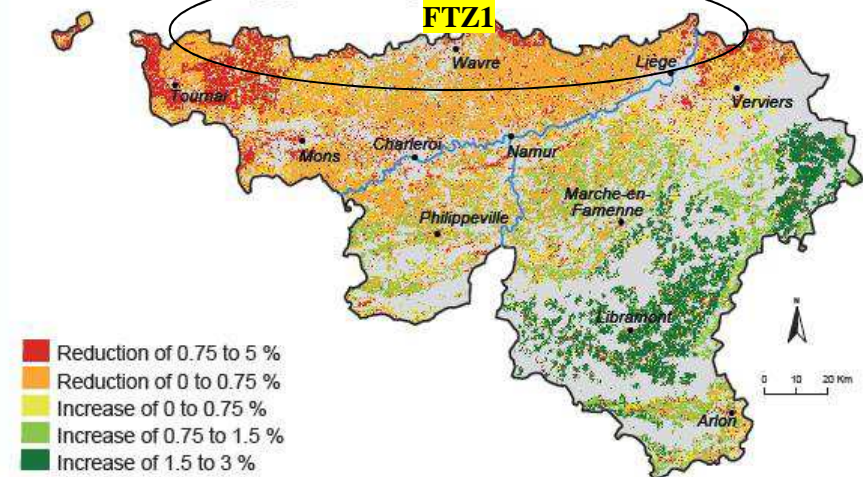 FTZ1
Wavre
Liège
Tournai
Verviers
Mons
Charleroi
Namur
Marche-en-
Famenne
Philippeville
Libramont
Arlon
N
0 10 20 Km
Reduction of 0.75 to 5 %
Reduction of 0 to 0.75 %
Increase of 0 to 0.75 %
Increase of 0.75 to 1.5 %
Increase of 1.5 to 3 %